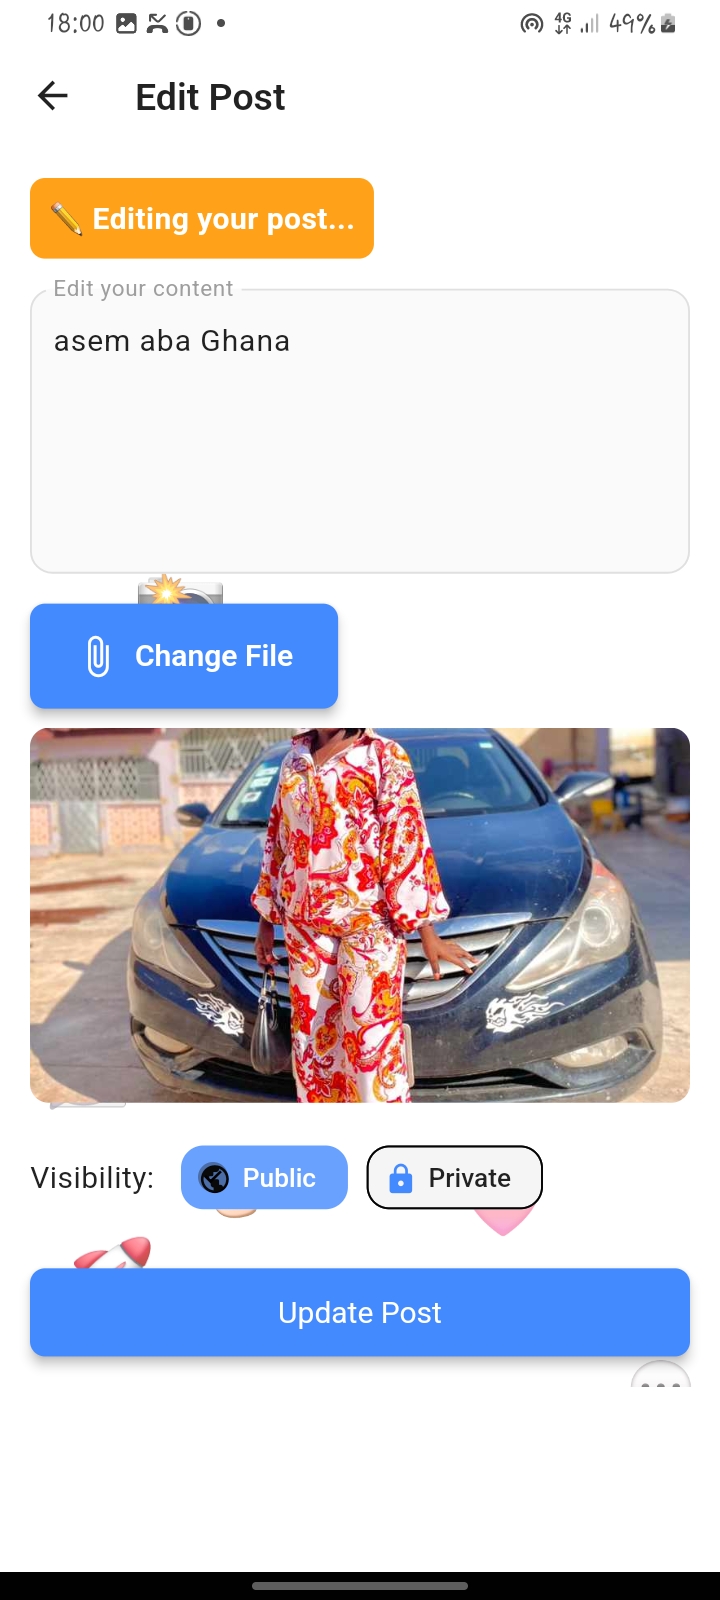 18:00
4G
49%
Edit Post
Editing your post...
Edit your content
asem aba Ghana
Change File
Visibility:
Public
Private
Update Post